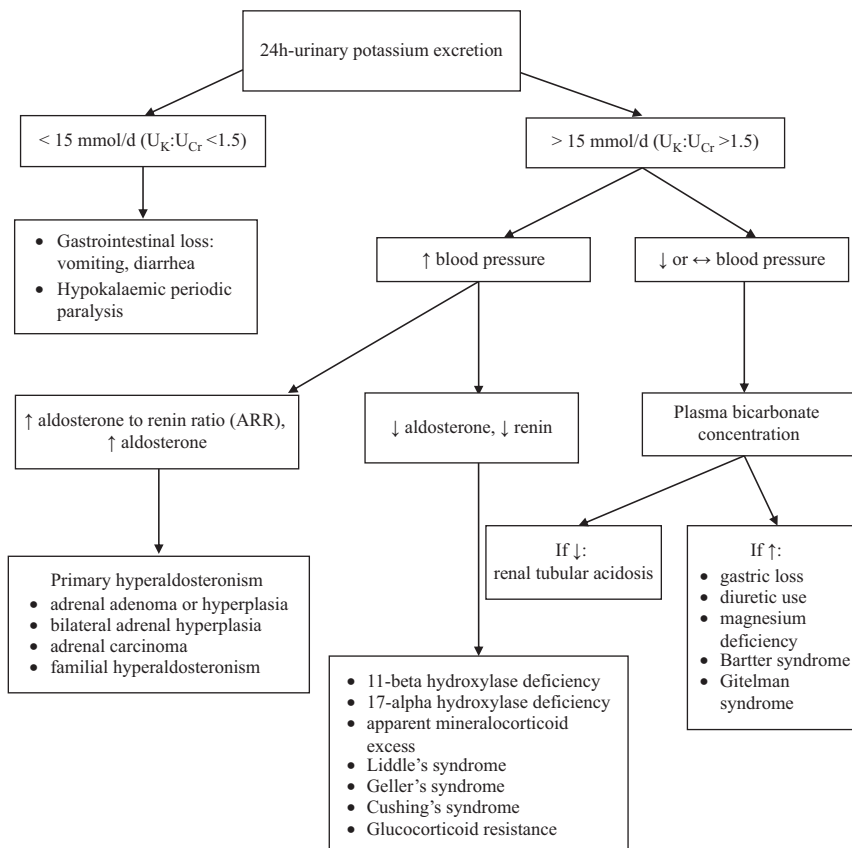 24h-urinary potassium excretion
< 15 mmol/d (U_K:U_Cr <1.5)
> 15 mmol/d (U_K:U_Cr >1.5)
• Gastrointestinal loss:
vomiting, diarrhea
• Hypokalaemic periodic
paralysis
↑ blood pressure
↓ or ↔ blood pressure
↑ aldosterone to renin ratio (ARR),
↑ aldosterone
↓ aldosterone, ↓ renin
Plasma bicarbonate
concentration
Primary hyperaldosteronism
• adrenal adenoma or hyperplasia
• bilateral adrenal hyperplasia
• adrenal carcinoma
• familial hyperaldosteronism
If ↓:
renal tubular acidosis
If ↑:
• gastric loss
• diuretic use
• magnesium
deficiency
• Bartter syndrome
• Gitelman
syndrome
• 11-beta hydroxylase deficiency
• 17-alpha hydroxylase deficiency
• apparent mineralocorticoid
excess
• Liddle's syndrome
• Geller's syndrome
• Cushing's syndrome
• Glucocorticoid resistance